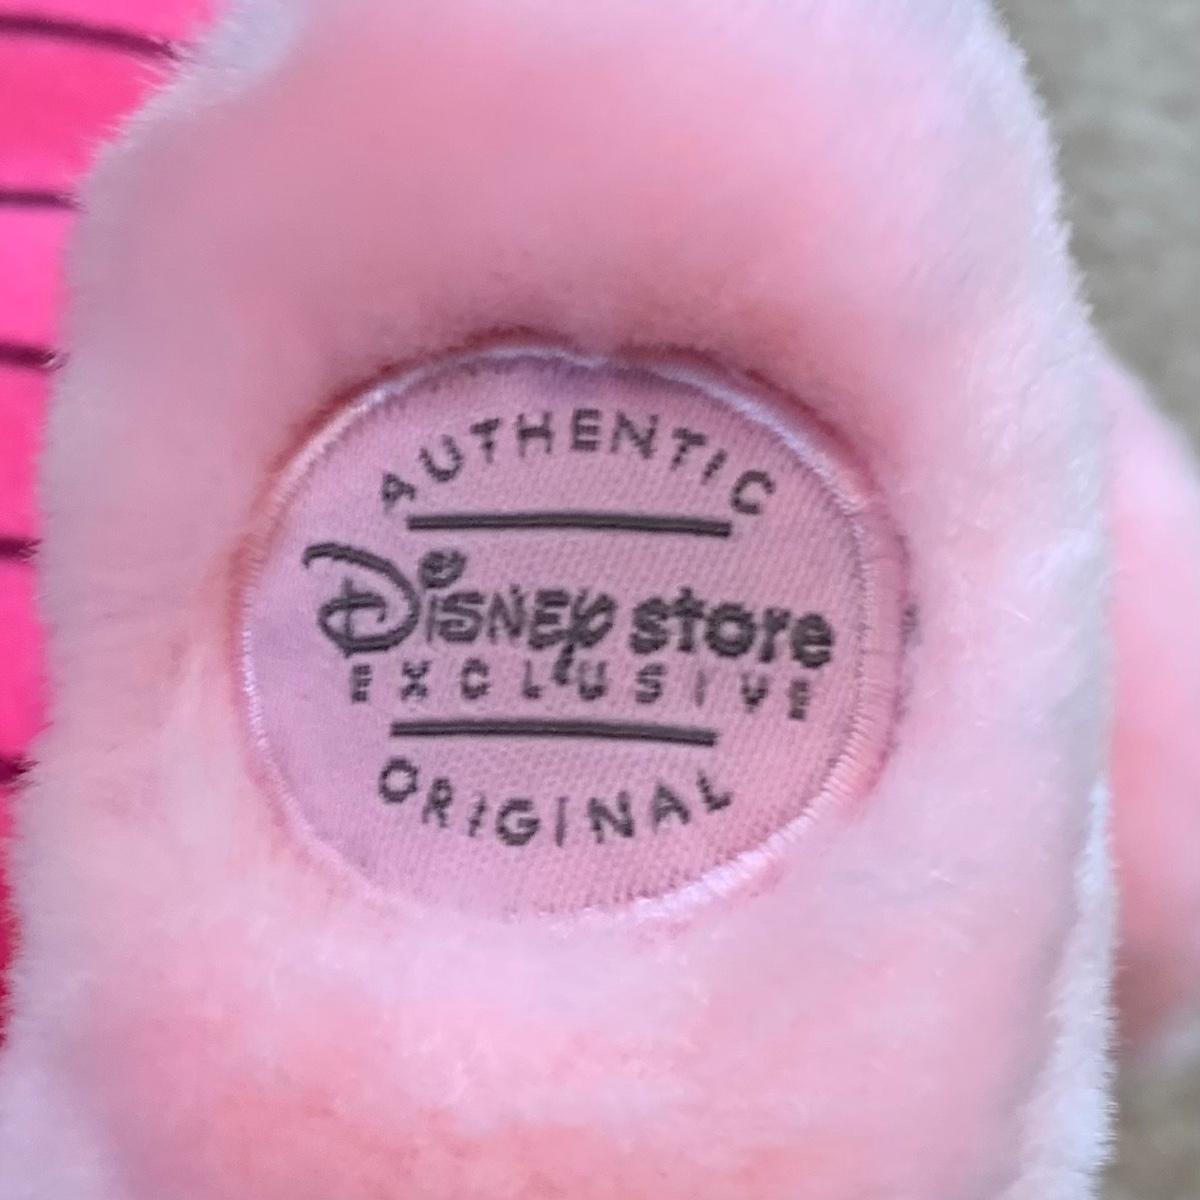 AUTHENTIC
Disney store
EXCLUSIVE
ORIGINAL